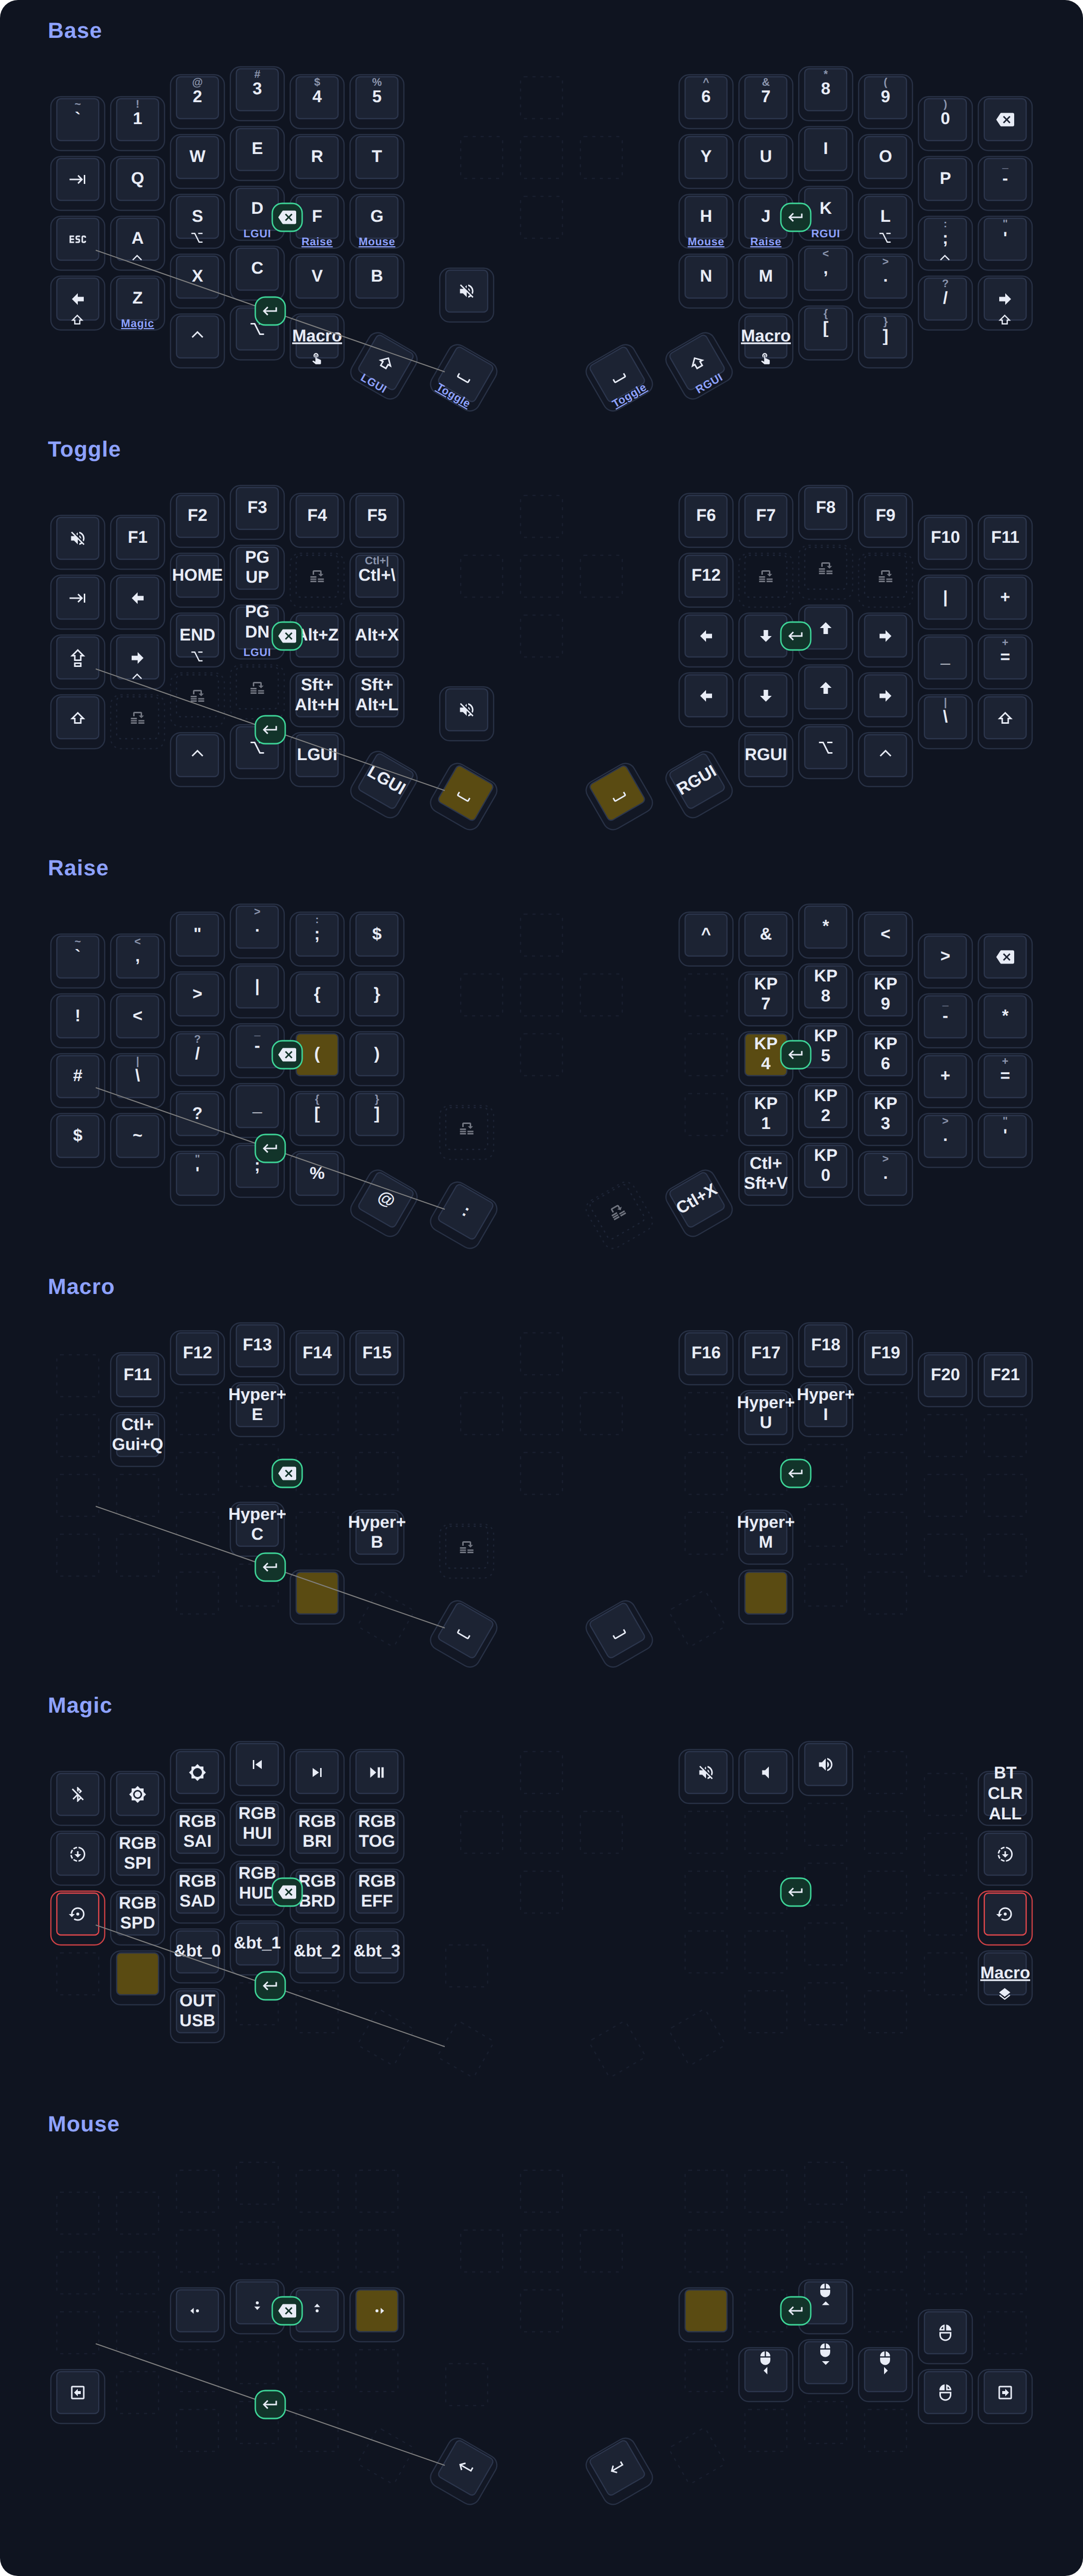 Base
~ ` ! 1 @ 2 # 3 $ 4 % 5 ^ 6 & 7 * 8 ( 9 ) 0
Q W E R T Y U I O P _ -
ESC A S D LGUI F Raise G Mouse H Mouse J Raise K RGUI L : ; " '
Z Magic X C V B N M < , > . ? /
Macro LGUI Toggle Toggle RGUI Macro { [ } ]
Toggle
F1 F2 F3 F4 F5 F6 F7 F8 F9 F10 F11
HOME PG UP Ctl+| Ctl+\ F12 | +
END PG DN LGUI Alt+Z Alt+X _ + =
Sft+ Alt+H Sft+ Alt+L | \
LGUI LGUI RGUI RGUI
Raise
~ ` < , " > . : ; $ ^ & * < >
! < > | { } KP 7 KP 8 KP 9 _ - *
# | \ ? / _ - ( ) KP 4 KP 5 KP 6 + + =
$ ~ ? _ { [ } ] KP 1 KP 2 KP 3 > . " '
" ' ; % @ : Ctl+X Ctl+ Sft+V KP 0 > .
Macro
F11 F12 F13 F14 F15 F16 F17 F18 F19 F20 F21
Ctl+ Gui+Q Hyper+ E Hyper+ U Hyper+ I
Hyper+ C Hyper+ B Hyper+ M
Magic
BT CLR ALL
RGB SPI RGB SAI RGB HUI RGB BRI RGB TOG
RGB SPD RGB SAD RGB HUD RGB BRD RGB EFF
&bt_0 &bt_1 &bt_2 &bt_3 Macro
OUT USB
Mouse